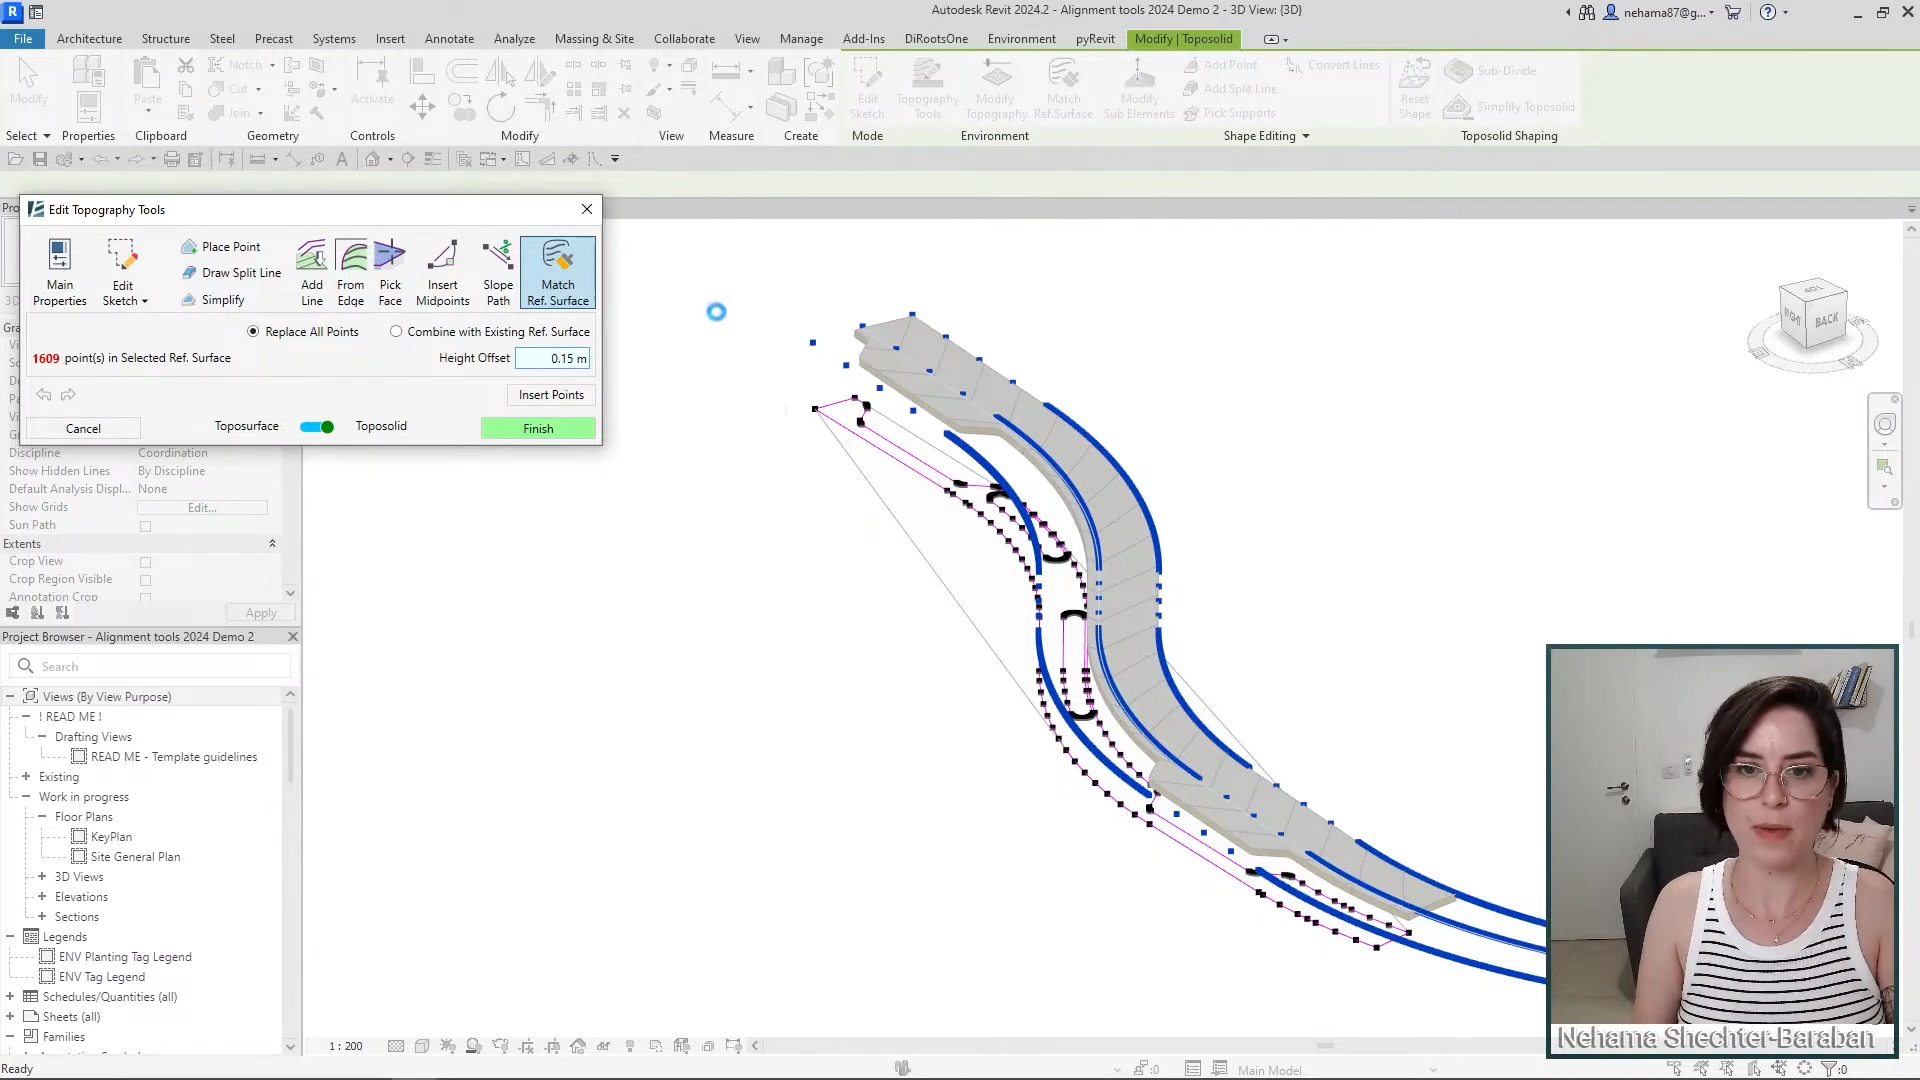 Autodesk Revit 2024.2 - Alignment tools 2024 Demo 2 - 3D View: {3D}
nehama87@g...
File Architecture Structure Steel Precast Systems Insert Annotate Analyze Massing & Site Collaborate View Manage Add-Ins DiRootsOne Environment pyRevit Modify | Toposolid
Modify
Paste
Notch
Cut
Join
Activate
Edit
Sketch
Topography
Tools
Modify
Topography
Match
Ref.Surface
Modify
Sub Elements
Add Point
Add Split Line
Pick Supports
Convert Lines
Reset
Shape
Sub-Divide
Simplify Toposolid
Select Properties Clipboard Geometry Controls Modify View Measure Create Mode Environment Shape Editing Toposolid Shaping
Edit Topography Tools
Main
Properties
Edit
Sketch
Place Point
Draw Split Line
Simplify
Add
Line
From
Edge
Pick
Face
Insert
Midpoints
Slope
Path
Match
Ref. Surface
Replace All Points
Combine with Existing Ref. Surface
1609 point(s) in Selected Ref. Surface
Height Offset 0.15 m
Insert Points
Cancel
Toposurface
Toposolid
Finish
Discipline Coordination
Show Hidden Lines By Discipline
Default Analysis Displ... None
Show Grids Edit...
Sun Path
Extents
Crop View
Crop Region Visible
Annotation Crop
Apply
Project Browser - Alignment tools 2024 Demo 2
Search
Views (By View Purpose)
! READ ME !
Drafting Views
READ ME - Template guidelines
Existing
Work in progress
Floor Plans
KeyPlan
Site General Plan
3D Views
Elevations
Sections
Legends
ENV Planting Tag Legend
ENV Tag Legend
Schedules/Quantities (all)
Sheets (all)
Families
TOP
RIGHT
BACK
1 : 200
Ready
:0
Main Model
:0
Nehama Shechter-Baraban